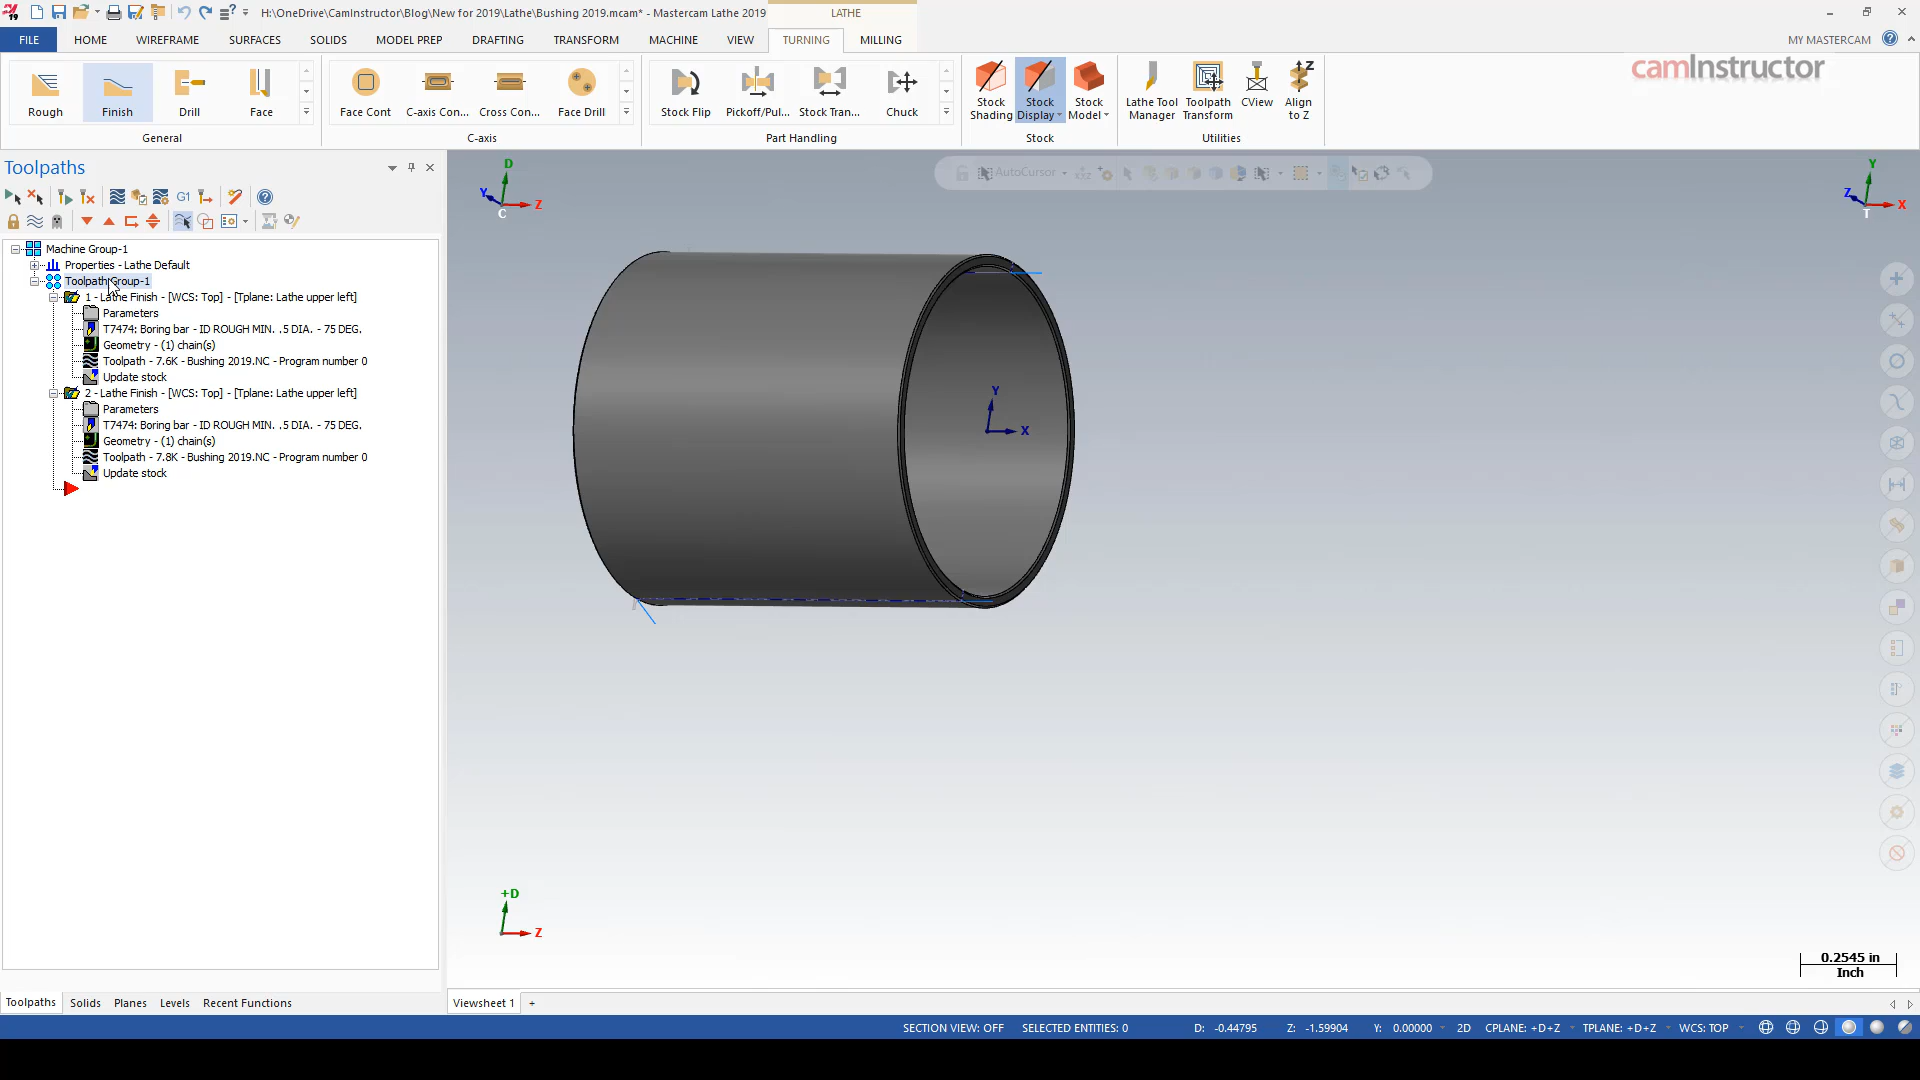 H:\OneDrive\CamInstructor\Blog\New for 2019\Lathe\Bushing 2019.mcam* - Mastercam Lathe 2019
LATHE
FILE HOME WIREFRAME SURFACES SOLIDS MODEL PREP DRAFTING TRANSFORM MACHINE VIEW TURNING MILLING MY MASTERCAM
camInstructor
Rough Finish Drill Face
Face Cont C-axis Con... Cross Con... Face Drill
Stock Flip Pickoff/Pul... Stock Tran... Chuck
Stock Shading
Stock Display
Stock Model
Lathe Tool Manager
Toolpath Transform
CView
Align to Z
General C-axis Part Handling Stock Utilities
Toolpaths
G1
AutoCursor
Machine Group-1
Properties - Lathe Default
Toolpath Group-1
1 - Lathe Finish - [WCS: Top] - [Tplane: Lathe upper left]
Parameters
T7474: Boring bar - ID ROUGH MIN. .5 DIA. - 75 DEG.
Geometry - (1) chain(s)
Toolpath - 7.6K - Bushing 2019.NC - Program number 0
Update stock
2 - Lathe Finish - [WCS: Top] - [Tplane: Lathe upper left]
Parameters
T7474: Boring bar - ID ROUGH MIN. .5 DIA. - 75 DEG.
Geometry - (1) chain(s)
Toolpath - 7.8K - Bushing 2019.NC - Program number 0
Update stock
D
Y
Z
C
Y
Z
X
T
Y
X
+D
Z
0.2545 in
Inch
Toolpaths Solids Planes Levels Recent Functions
Viewsheet 1 +
SECTION VIEW: OFF SELECTED ENTITIES: 0 D: -0.44795 Z: -1.59904 Y: 0.00000 2D CPLANE: +D+Z TPLANE: +D+Z WCS: TOP